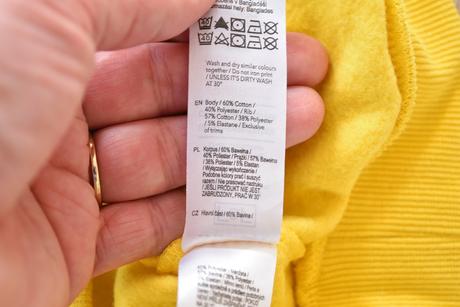 in Bangladesh
Banglades
Wash and dry similar colours
together / Do not iron print
/ UNLESS IT'S DIRTY WASH
AT 30°
EN Body / 60% Cotton /
40% Polyester / Rib /
57% Cotton / 38% Polyester
/ 5% Elastane / Exclusive
of trims
PL Korpus / 60% Bawełna /
40% Poliester / Prążki / 57% Bawełna
/ 38% Poliester / 5% Elastan
/ Wyłączając wykończenie /
Podobne kolory prać i suszyć
razem / Nie prasować nadruku
/ JEŚLI PRODUKT NIE JEST
ZABRUDZONY, PRAĆ W 30°
CZ Hlavní část / 60% Bavlna /